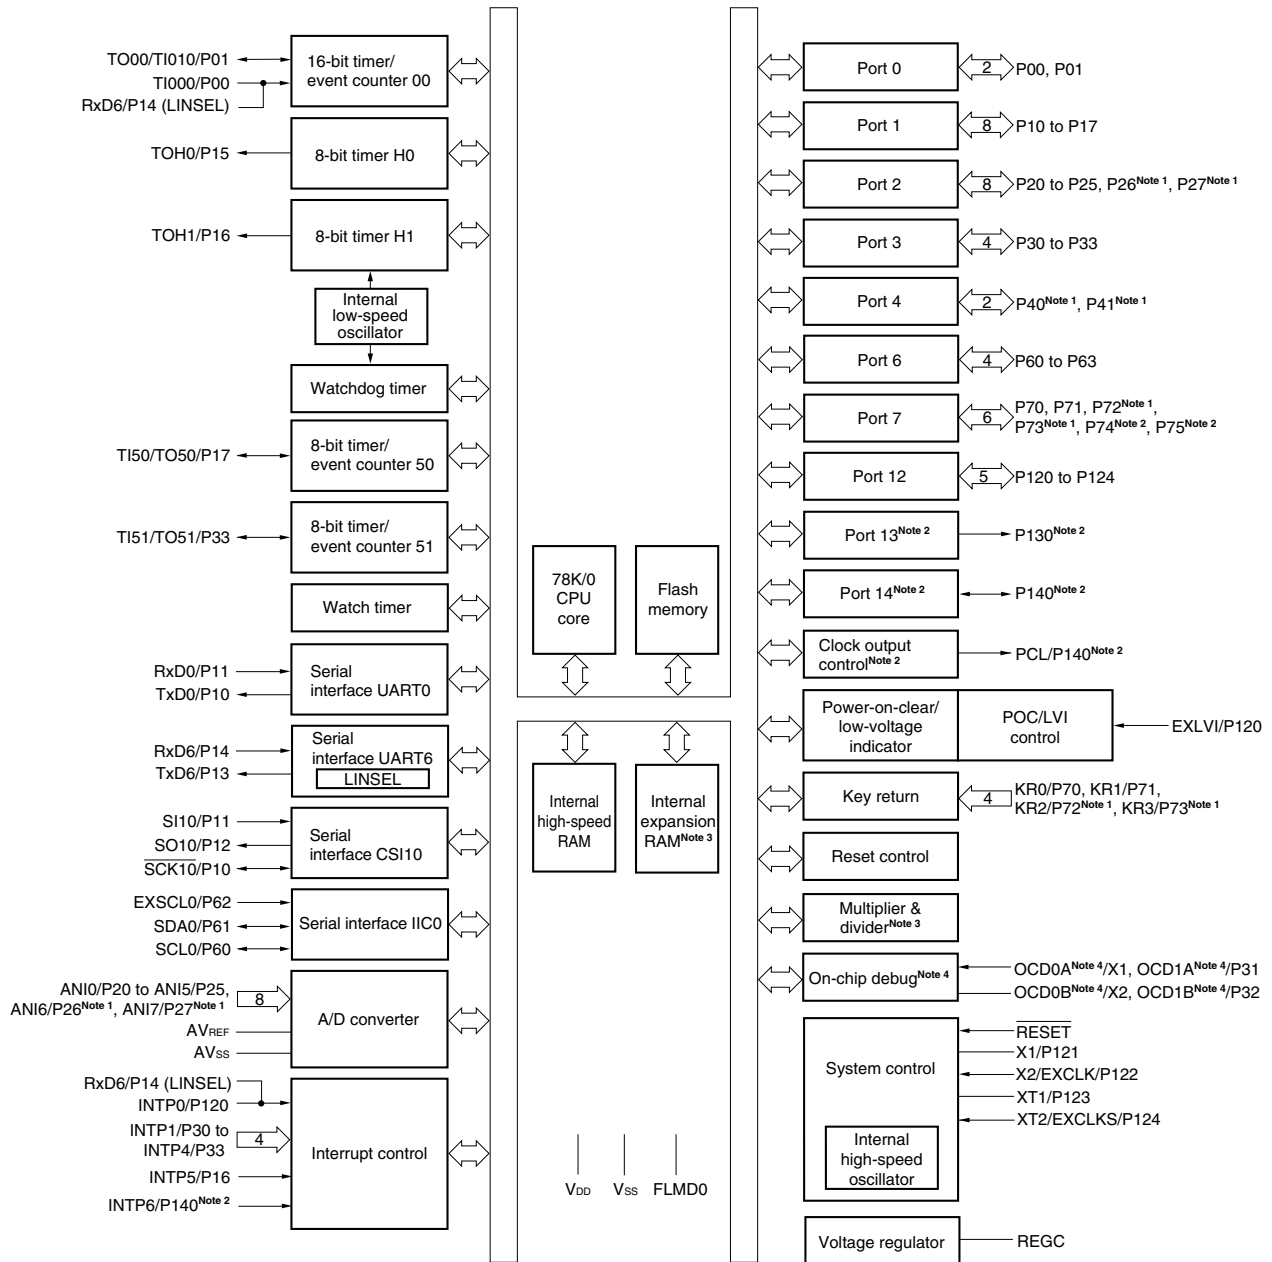 TO00/TI010/P01
TI000/P00
RxD6/P14 (LINSEL)
16-bit timer/
event counter 00
TOH0/P15
8-bit timer H0
TOH1/P16
8-bit timer H1
Internal
low-speed
oscillator
Watchdog timer
TI50/TO50/P17
8-bit timer/
event counter 50
TI51/TO51/P33
8-bit timer/
event counter 51
Watch timer
RxD0/P11
TxD0/P10
Serial
interface UART0
RxD6/P14
TxD6/P13
Serial
interface UART6
LINSEL
SI10/P11
SO10/P12
SCK10/P10
Serial
interface CSI10
EXSCL0/P62
SDA0/P61
SCL0/P60
Serial interface IIC0
ANI0/P20 to ANI5/P25,
ANI6/P26Note 1, ANI7/P27Note 1
8
AVREF
AVSS
A/D converter
RxD6/P14 (LINSEL)
INTP0/P120
INTP1/P30 to
INTP4/P33
4
INTP5/P16
INTP6/P140Note 2
Interrupt control
78K/0
CPU
core
Flash
memory
Internal
high-speed
RAM
Internal
expansion
RAMNote 3
VDD
VSS
FLMD0
Port 0
2
P00, P01
Port 1
8
P10 to P17
Port 2
8
P20 to P25, P26Note 1, P27Note 1
Port 3
4
P30 to P33
Port 4
2
P40Note 1, P41Note 1
Port 6
4
P60 to P63
Port 7
6
P70, P71, P72Note 1,
P73Note 1, P74Note 2, P75Note 2
Port 12
5
P120 to P124
Port 13Note 2
P130Note 2
Port 14Note 2
P140Note 2
Clock output
controlNote 2
PCL/P140Note 2
Power-on-clear/
low-voltage
indicator
POC/LVI
control
EXLVI/P120
Key return
4
KR0/P70, KR1/P71,
KR2/P72Note 1, KR3/P73Note 1
Reset control
Multiplier &
dividerNote 3
On-chip debugNote 4
OCD0ANote 4/X1, OCD1ANote 4/P31
OCD0BNote 4/X2, OCD1BNote 4/P32
System control
RESET
X1/P121
X2/EXCLK/P122
XT1/P123
XT2/EXCLKS/P124
Internal
high-speed
oscillator
Voltage regulator
REGC